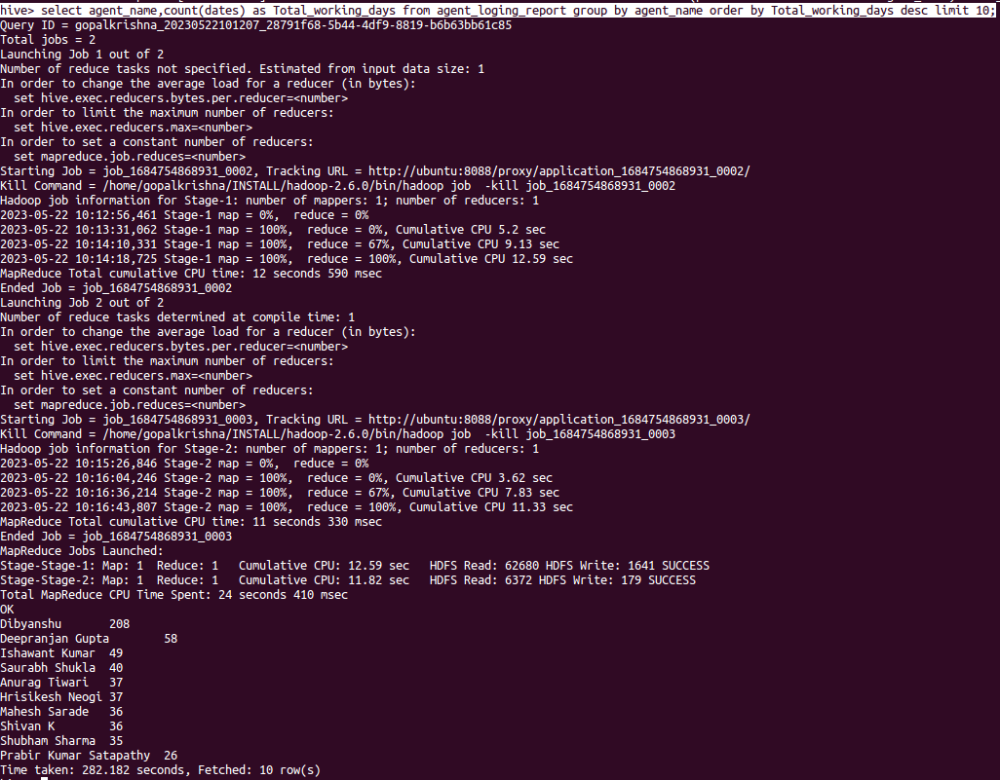 hive> select agent_name,count(dates) as Total_working_days from agent_loging_report group by agent_name order by Total_working_days desc limit 10;
Query ID = gopalkrishna_20230522101207_28791f68-5b44-4df9-8819-b6b63bb61c85
Total jobs = 2
Launching Job 1 out of 2
Number of reduce tasks not specified. Estimated from input data size: 1
In order to change the average load for a reducer (in bytes):
  set hive.exec.reducers.bytes.per.reducer=<number>
In order to limit the maximum number of reducers:
  set hive.exec.reducers.max=<number>
In order to set a constant number of reducers:
  set mapreduce.job.reduces=<number>
Starting Job = job_1684754868931_0002, Tracking URL = http://ubuntu:8088/proxy/application_1684754868931_0002/
Kill Command = /home/gopalkrishna/INSTALL/hadoop-2.6.0/bin/hadoop job  -kill job_1684754868931_0002
Hadoop job information for Stage-1: number of mappers: 1; number of reducers: 1
2023-05-22 10:12:56,461 Stage-1 map = 0%,  reduce = 0%
2023-05-22 10:13:31,062 Stage-1 map = 100%,  reduce = 0%, Cumulative CPU 5.2 sec
2023-05-22 10:14:10,331 Stage-1 map = 100%,  reduce = 67%, Cumulative CPU 9.13 sec
2023-05-22 10:14:18,725 Stage-1 map = 100%,  reduce = 100%, Cumulative CPU 12.59 sec
MapReduce Total cumulative CPU time: 12 seconds 590 msec
Ended Job = job_1684754868931_0002
Launching Job 2 out of 2
Number of reduce tasks determined at compile time: 1
In order to change the average load for a reducer (in bytes):
  set hive.exec.reducers.bytes.per.reducer=<number>
In order to limit the maximum number of reducers:
  set hive.exec.reducers.max=<number>
In order to set a constant number of reducers:
  set mapreduce.job.reduces=<number>
Starting Job = job_1684754868931_0003, Tracking URL = http://ubuntu:8088/proxy/application_1684754868931_0003/
Kill Command = /home/gopalkrishna/INSTALL/hadoop-2.6.0/bin/hadoop job  -kill job_1684754868931_0003
Hadoop job information for Stage-2: number of mappers: 1; number of reducers: 1
2023-05-22 10:15:26,846 Stage-2 map = 0%,  reduce = 0%
2023-05-22 10:16:04,246 Stage-2 map = 100%,  reduce = 0%, Cumulative CPU 3.62 sec
2023-05-22 10:16:36,214 Stage-2 map = 100%,  reduce = 67%, Cumulative CPU 7.83 sec
2023-05-22 10:16:43,807 Stage-2 map = 100%,  reduce = 100%, Cumulative CPU 11.33 sec
MapReduce Total cumulative CPU time: 11 seconds 330 msec
Ended Job = job_1684754868931_0003
MapReduce Jobs Launched:
Stage-Stage-1: Map: 1  Reduce: 1   Cumulative CPU: 12.59 sec   HDFS Read: 62680 HDFS Write: 1641 SUCCESS
Stage-Stage-2: Map: 1  Reduce: 1   Cumulative CPU: 11.82 sec   HDFS Read: 6372 HDFS Write: 179 SUCCESS
Total MapReduce CPU Time Spent: 24 seconds 410 msec
OK
Dibyanshu	208
Deepranjan Gupta	58
Ishawant Kumar	49
Saurabh Shukla	40
Anurag Tiwari	37
Hrisikesh Neogi	37
Mahesh Sarade	36
Shivan K	36
Shubham Sharma	35
Prabir Kumar Satapathy	26
Time taken: 282.182 seconds, Fetched: 10 row(s)